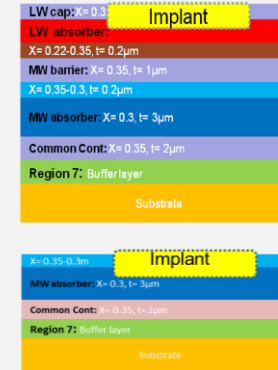 LW cap: X= 0.3
Implant
LW absorber:
X= 0.22-0.35, t= 0.2µm
MW barrier: X= 0.35, t= 1µm
X= 0.35-0.3, t= 0.2µm
MW absorber: X= 0.3, t= 3µm
Common Cont: X= 0.35, t= 2µm
Region 7: Buffer layer
Substrate
X= 0.35-0.3m
Implant
MW absorber: X= 0.3, t= 3µm
Common Cont: X= 0.35, t= 2µm
Region 7: Buffer layer
Substrate